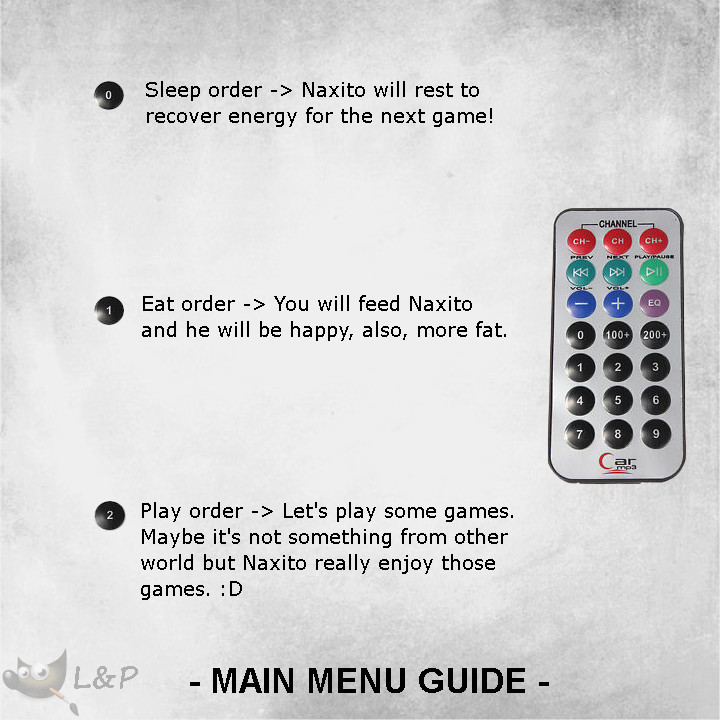 0
Sleep order -> Naxito will rest to
recover energy for the next game!
1
Eat order -> You will feed Naxito
and he will be happy, also, more fat.
2
Play order -> Let's play some games.
Maybe it's not something from other
world but Naxito really enjoy those
games. :D
CHANNEL
CH− CH CH+
PREV NEXT PLAY/PAUSE
VOL− VOL+
− + EQ
0 100+ 200+
1 2 3
4 5 6
7 8 9
Car
mp3
L&P
- MAIN MENU GUIDE -